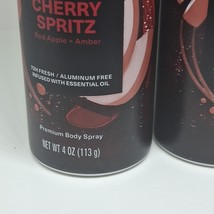 CHERRY
SPRITZ
Red Apple + Amber
72H FRESH / ALUMINUM FREE
INFUSED WITH ESSENTIAL OIL
Premium Body Spray
NET WT 4 OZ (113 g)